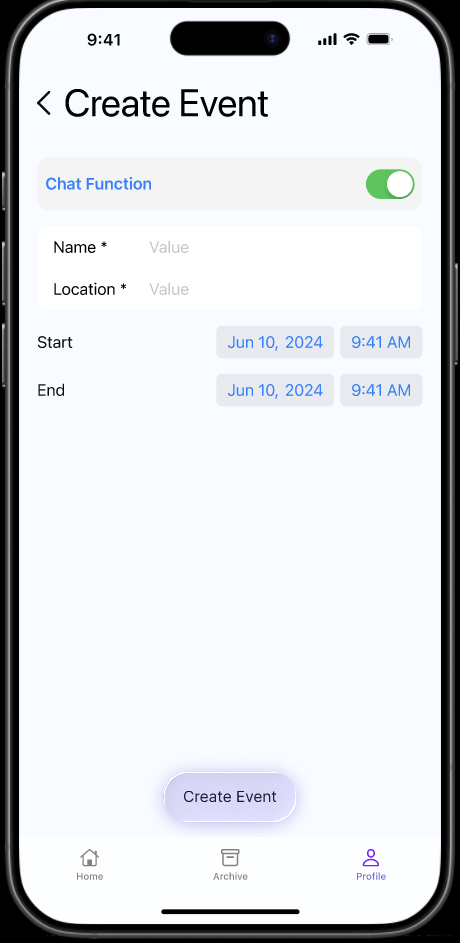 9:41
Create Event
Chat Function
Name * Value
Location * Value
Start Jun 10, 2024 9:41 AM
End Jun 10, 2024 9:41 AM
Create Event
Home Archive Profile